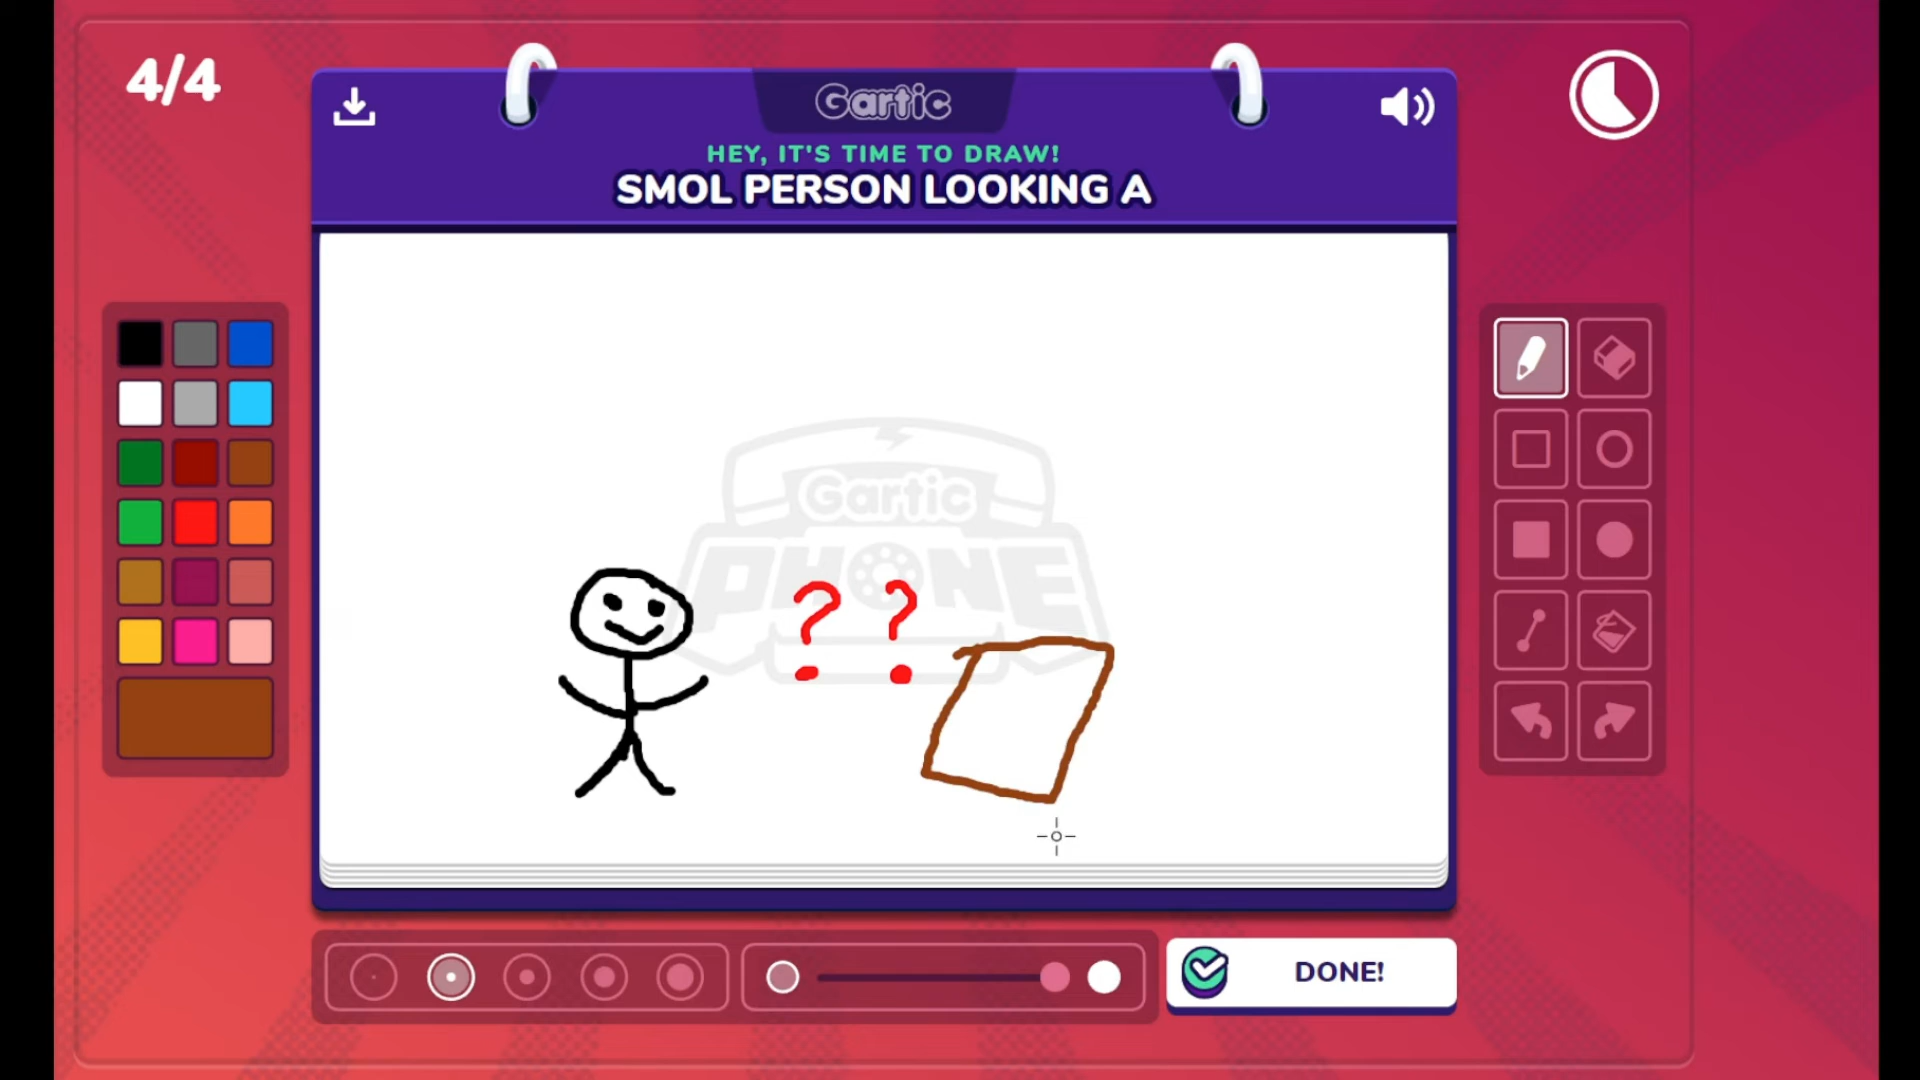 4/4
Gartic
HEY, IT'S TIME TO DRAW!
SMOL PERSON LOOKING A
Gartic
PHONE
? ?
DONE!